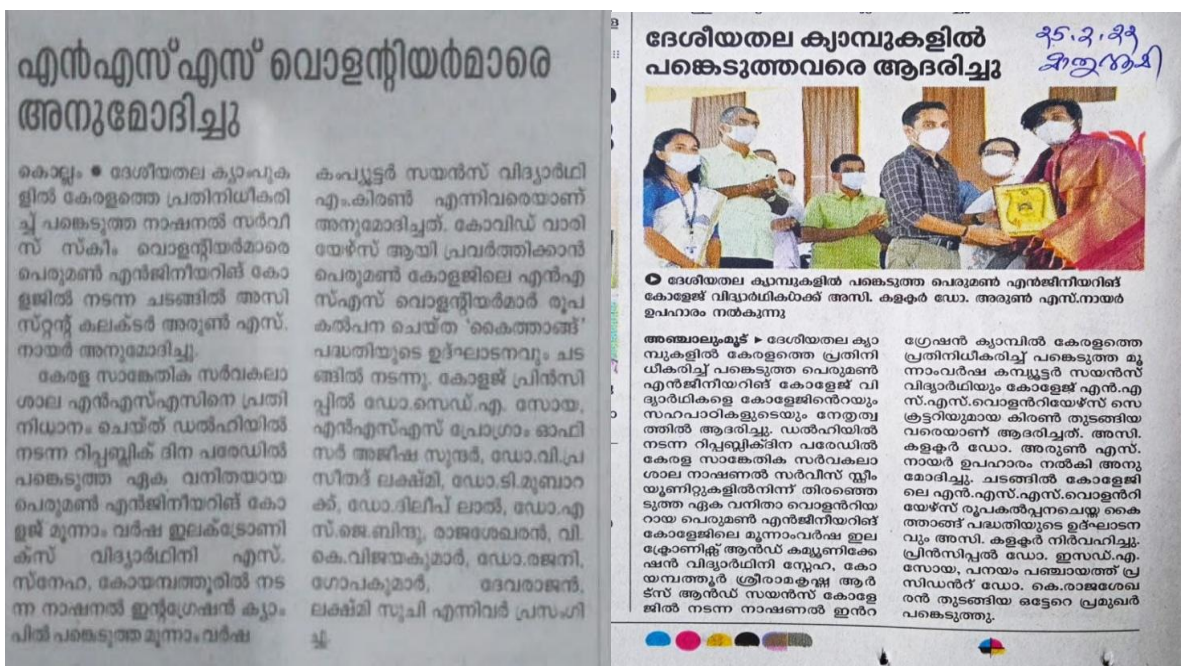 എൻഎസ്എസ് വൊളന്റിയർമാരെ
അനുമോദിച്ചു
കൊല്ലം ● ദേശീയതല ക്യാംപുക
ളിൽ കേരളത്തെ പ്രതിനിധീകരി
ച്ച് പങ്കെടുത്ത നാഷനൽ സർവീ
സ് സ്കീം വൊളന്റിയർമാരെ
പെരുമൺ എൻജിനീയറിങ് കോ
ളജിൽ നടന്ന ചടങ്ങിൽ അസി
സ്റ്റന്റ് കലക്ടർ അരുൺ എസ്.
നായർ അനുമോദിച്ചു.
കേരള സാങ്കേതിക സർവകലാ
ശാല എൻഎസ്എസിനെ പ്രതി
നിധാനം ചെയ്ത് ഡൽഹിയിൽ
നടന്ന റിപ്പബ്ലിക് ദിന പരേഡിൽ
പങ്കെടുത്ത ഏക വനിതയായ
പെരുമൺ എൻജിനീയറിങ് കോ
ളജ് മൂന്നാം വർഷ ഇലക്ട്രോണി
ക്സ് വിദ്യാർഥിനി എസ്.
സ്നേഹ, കോയമ്പത്തൂരിൽ നട
ന്ന നാഷനൽ ഇന്റഗ്രേഷൻ ക്യാം
പിൽ പങ്കെടുത്ത മൂന്നാം വർഷ
കംപ്യൂട്ടർ സയൻസ് വിദ്യാർഥി
എം.കിരൺ എന്നിവരെയാണ്
അനുമോദിച്ചത്. കോവിഡ് വാരി
യേഴ്സ് ആയി പ്രവർത്തിക്കാൻ
പെരുമൺ കോളജിലെ എൻഎ
സ്എസ് വൊളന്റിയർമാർ രൂപ
കൽപന ചെയ്ത 'കൈത്താങ്ങ്'
പദ്ധതിയുടെ ഉദ്ഘാടനവും ചട
ങ്ങിൽ നടന്നു. കോളജ് പ്രിൻസി
പ്പിൽ ഡോ.സെഡ്.എ. സോയ,
എൻഎസ്എസ് പ്രോഗ്രാം ഓഫി
സർ അജീഷ സുന്ദർ, ഡോ.വി.പ്ര
സീതദ് ലക്ഷ്മി, ഡോ.ടി.മുബാറ
ക്ക്, ഡോ.ദിലീപ് ലാൽ, ഡോ.എ
സ്.ജെ.ബിന്ദു, രാജശേഖരൻ, വി.
കെ.വിജയകുമാർ, ഡോ.രജനി,
ഗോപകുമാർ, ദേവരാജൻ,
ലക്ഷ്മി സൂചി എന്നിവർ പ്രസംഗി
ച്ചു.
ദേശീയതല ക്യാമ്പുകളിൽ
പങ്കെടുത്തവരെ ആദരിച്ചു
25.2.22
ദേശീയതല ക്യാമ്പുകളിൽ പങ്കെടുത്ത പെരുമൺ എൻജിനീയറിങ്
കോളേജ് വിദ്യാർഥികൾക്ക് അസി. കളക്ടർ ഡോ. അരുൺ എസ്.നായർ
ഉപഹാരം നൽകുന്നു
അഞ്ചാലുംമൂട് ▸ ദേശീയതല ക്യാ
മ്പുകളിൽ കേരളത്തെ പ്രതിനി
ധീകരിച്ച് പങ്കെടുത്ത പെരുമൺ
എൻജിനീയറിങ് കോളേജ് വി
ദ്യാർഥികളെ കോളേജിന്റെയും
സഹപാഠികളുടെയും നേതൃത്വ
ത്തിൽ ആദരിച്ചു. ഡൽഹിയിൽ
നടന്ന റിപ്പബ്ലിക്ദിന പരേഡിൽ
കേരള സാങ്കേതിക സർവകലാ
ശാല നാഷണൽ സർവീസ് സ്കീം
യൂണിറ്റുകളിൽനിന്ന് തിരഞ്ഞെ
ടുത്ത ഏക വനിതാ വൊളന്റിയ
റായ പെരുമൺ എൻജിനീയറിങ്
കോളേജിലെ മൂന്നാംവർഷ ഇല
ക്ട്രോണിക്സ് ആൻഡ് കമ്യൂണിക്കേ
ഷൻ വിദ്യാർഥിനി സ്നേഹ, കോ
യമ്പത്തൂർ ശ്രീരാമകൃഷ്ണ ആർ
ട്സ് ആൻഡ് സയൻസ് കോളേ
ജിൽ നടന്ന നാഷണൽ ഇന്റ
ഗ്രേഷൻ ക്യാമ്പിൽ കേരളത്തെ
പ്രതിനിധീകരിച്ച് പങ്കെടുത്ത മൂ
ന്നാംവർഷ കമ്പ്യൂട്ടർ സയൻസ്
വിദ്യാർഥിയും കോളേജ് എൻ.എ
സ്.എസ്.വൊളന്റിയേഴ്സ് സെ
ക്രട്ടറിയുമായ കിരൺ തുടങ്ങിയ
വരെയാണ് ആദരിച്ചത്. അസി.
കളക്ടർ ഡോ. അരുൺ എസ്.
നായർ ഉപഹാരം നൽകി അനു
മോദിച്ചു. ചടങ്ങിൽ കോളേജി
ലെ എൻ.എസ്.എസ്.വൊളന്റി
യേഴ്സ് രൂപകൽപ്പനചെയ്ത കൈ
ത്താങ്ങ് പദ്ധതിയുടെ ഉദ്ഘാടന
വും അസി. കളക്ടർ നിർവഹിച്ചു.
പ്രിൻസിപ്പൽ ഡോ. ഇസഡ്.എ.
സോയ, പനയം പഞ്ചായത്ത് പ്ര
സിഡന്റ് ഡോ. കെ.രാജശേഖ
രൻ തുടങ്ങിയ ഒട്ടേറെ പ്രമുഖർ
പങ്കെടുത്തു.